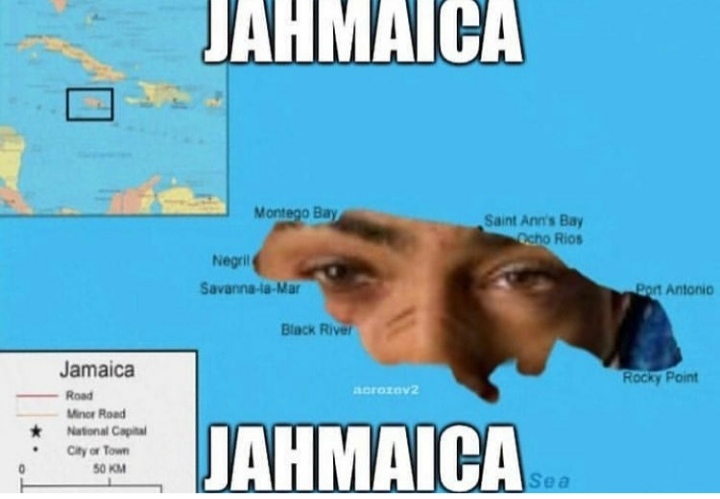 JAHMAICA
Montego Bay
Saint Ann's Bay
Ocho Rios
Negril
Savanna-la-Mar
Port Antonio
Black River
Rocky Point
acrozov2
Jamaica
Road
Minor Road
National Capital
City or Town
0 50 KM
JAHMAICA
Sea